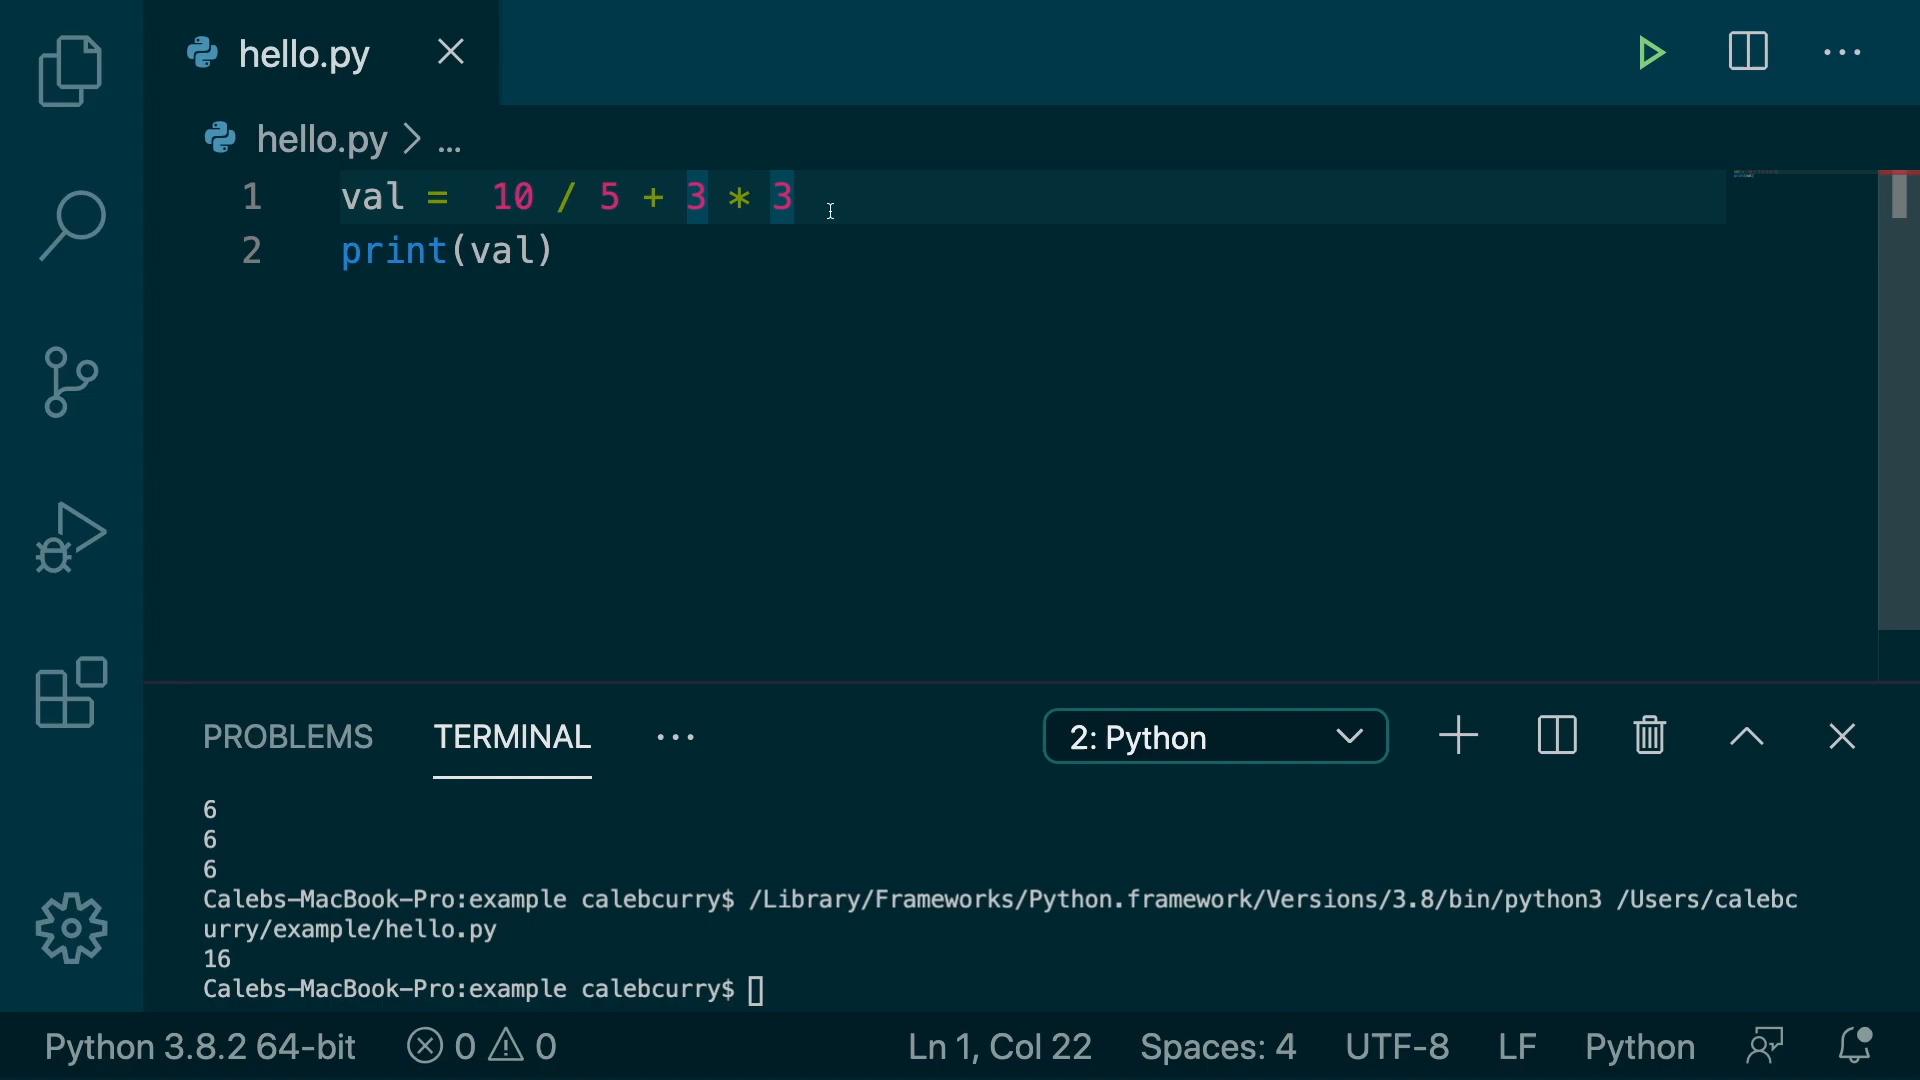 hello.py
hello.py > ...
1 val =  10 / 5 + 3 * 3
2 print(val)
PROBLEMS TERMINAL ... 2: Python
6
6
6
Calebs-MacBook-Pro:example calebcurry$ /Library/Frameworks/Python.framework/Versions/3.8/bin/python3 /Users/calebc
urry/example/hello.py
16
Calebs-MacBook-Pro:example calebcurry$
Python 3.8.2 64-bit 0 0 Ln 1, Col 22 Spaces: 4 UTF-8 LF Python